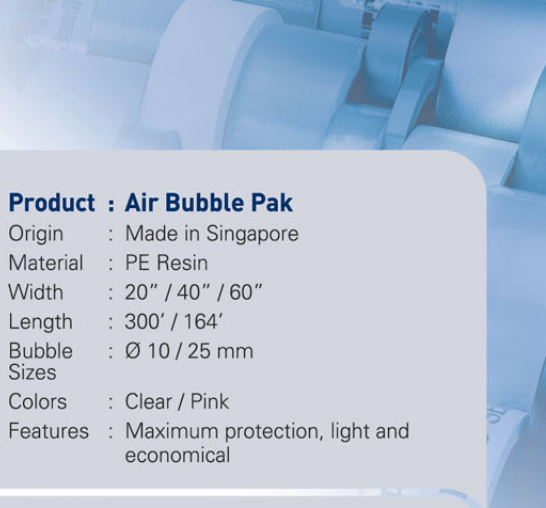 Product : Air Bubble Pak
Origin : Made in Singapore
Material : PE Resin
Width : 20” / 40” / 60”
Length : 300’ / 164’
Bubble : Ø 10 / 25 mm
Sizes
Colors : Clear / Pink
Features : Maximum protection, light and
economical